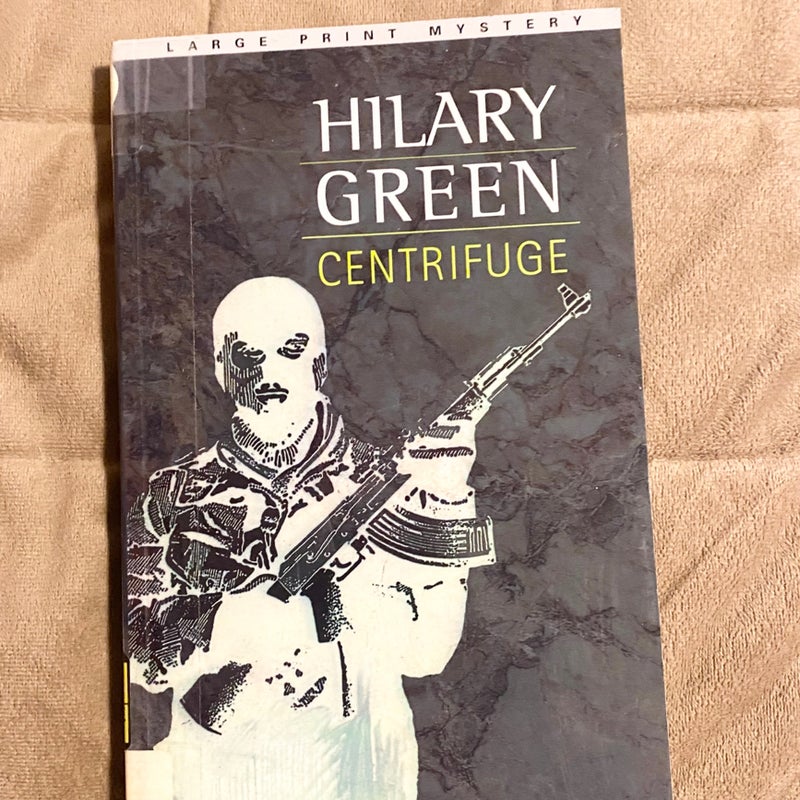 LARGE PRINT MYSTERY
HILARY
GREEN
CENTRIFUGE